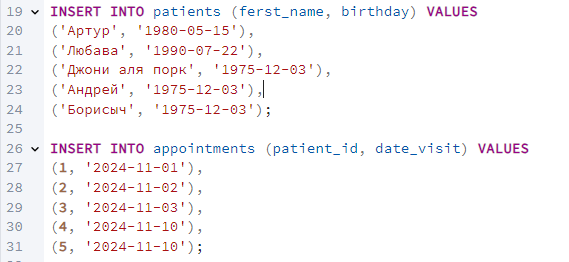 19 INSERT INTO patients (ferst_name, birthday) VALUES
20 ('Артур', '1980-05-15'),
21 ('Любава', '1990-07-22'),
22 ('Джони аля порк', '1975-12-03'),
23 ('Андрей', '1975-12-03'),
24 ('Борисыч', '1975-12-03');
25
26 INSERT INTO appointments (patient_id, date_visit) VALUES
27 (1, '2024-11-01'),
28 (2, '2024-11-02'),
29 (3, '2024-11-03'),
30 (4, '2024-11-10'),
31 (5, '2024-11-10');